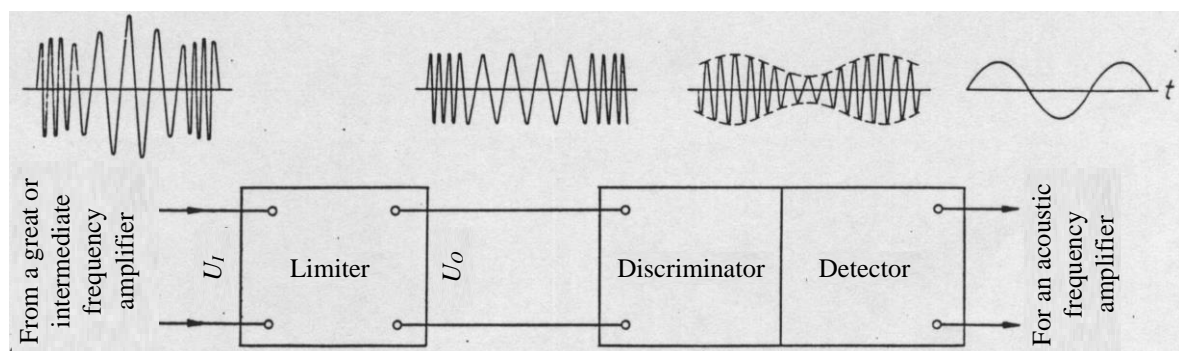 t
From a great or
intermediate
frequency
amplifier
U_I
Limiter
U_O
Discriminator
Detector
For an acoustic
frequency
amplifier